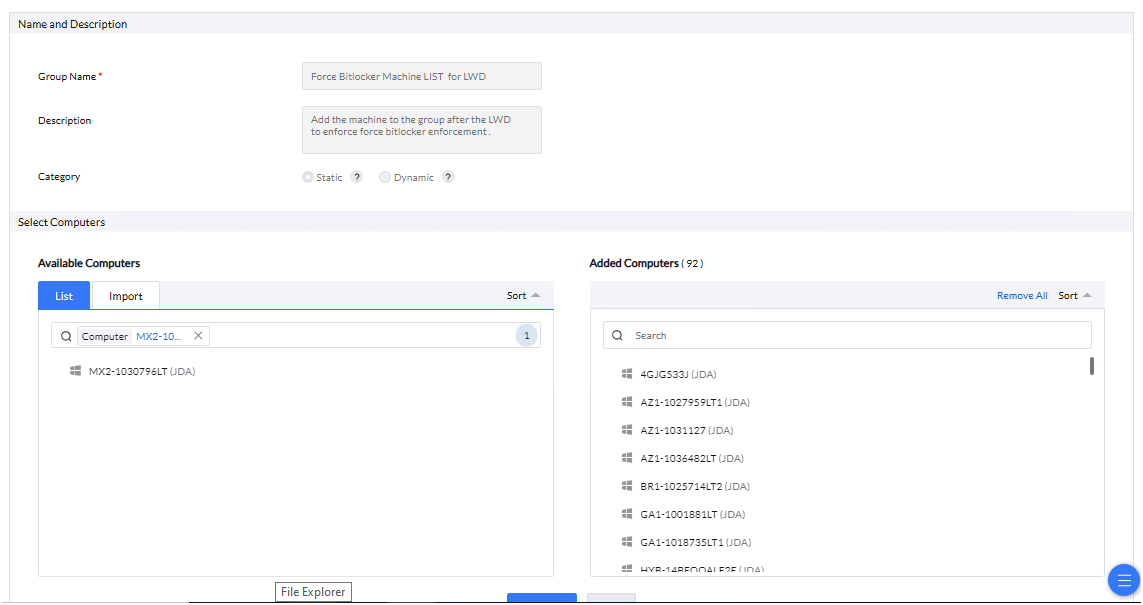 Name and Description
Group Name *
Force Bitlocker Machine LIST for LWD
Description
Add the machine to the group after the LWD
to enforce force bitlocker enforcement .
Category
Static ? Dynamic ?
Select Computers
Available Computers
List Import Sort
Computer MX2-10... 1
MX2-1030796LT (JDA)
Added Computers ( 92 )
Remove All Sort
Search
4GJG533J (JDA)
AZ1-1027959LT1 (JDA)
AZ1-1031127 (JDA)
AZ1-1036482LT (JDA)
BR1-1025714LT2 (JDA)
GA1-1001881LT (JDA)
GA1-1018735LT1 (JDA)
File Explorer